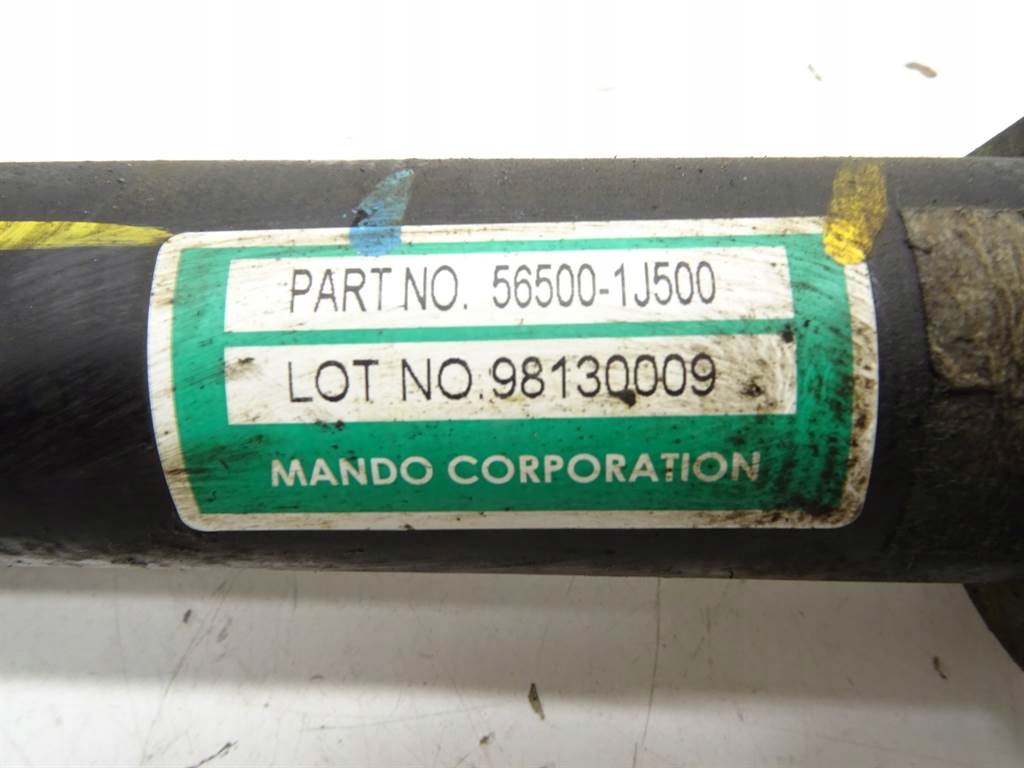 PART NO. 56500-1J500
LOT NO.98130009
MANDO CORPORATION